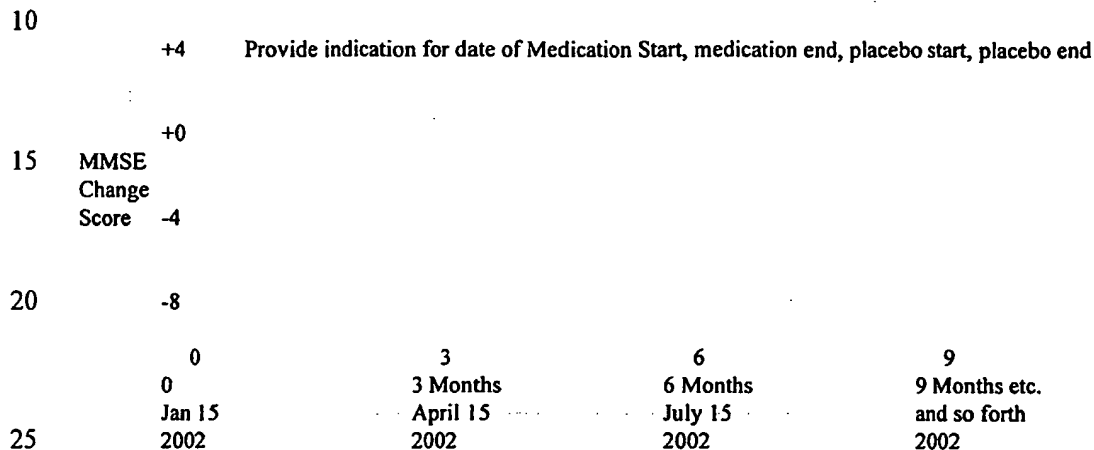 10
+4 Provide indication for date of Medication Start, medication end, placebo start, placebo end
+0
15 MMSE
Change
Score -4
20 -8
0 3 6 9
0 3 Months 6 Months 9 Months etc.
Jan 15 April 15 July 15 and so forth
25 2002 2002 2002 2002